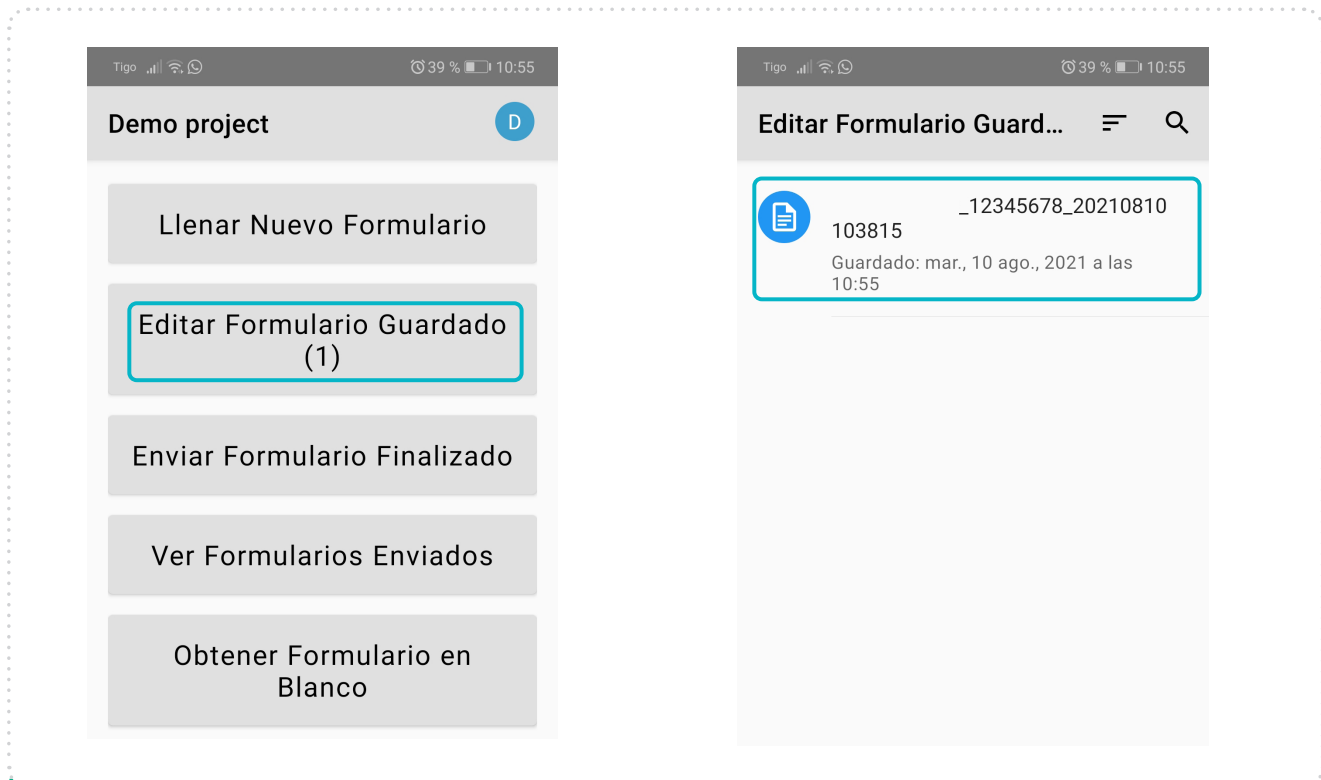 Tigo 39 % 10:55
Demo project D
Llenar Nuevo Formulario
Editar Formulario Guardado
(1)
Enviar Formulario Finalizado
Ver Formularios Enviados
Obtener Formulario en
Blanco
Tigo 39 % 10:55
Editar Formulario Guard...
_12345678_20210810
103815
Guardado: mar., 10 ago., 2021 a las
10:55